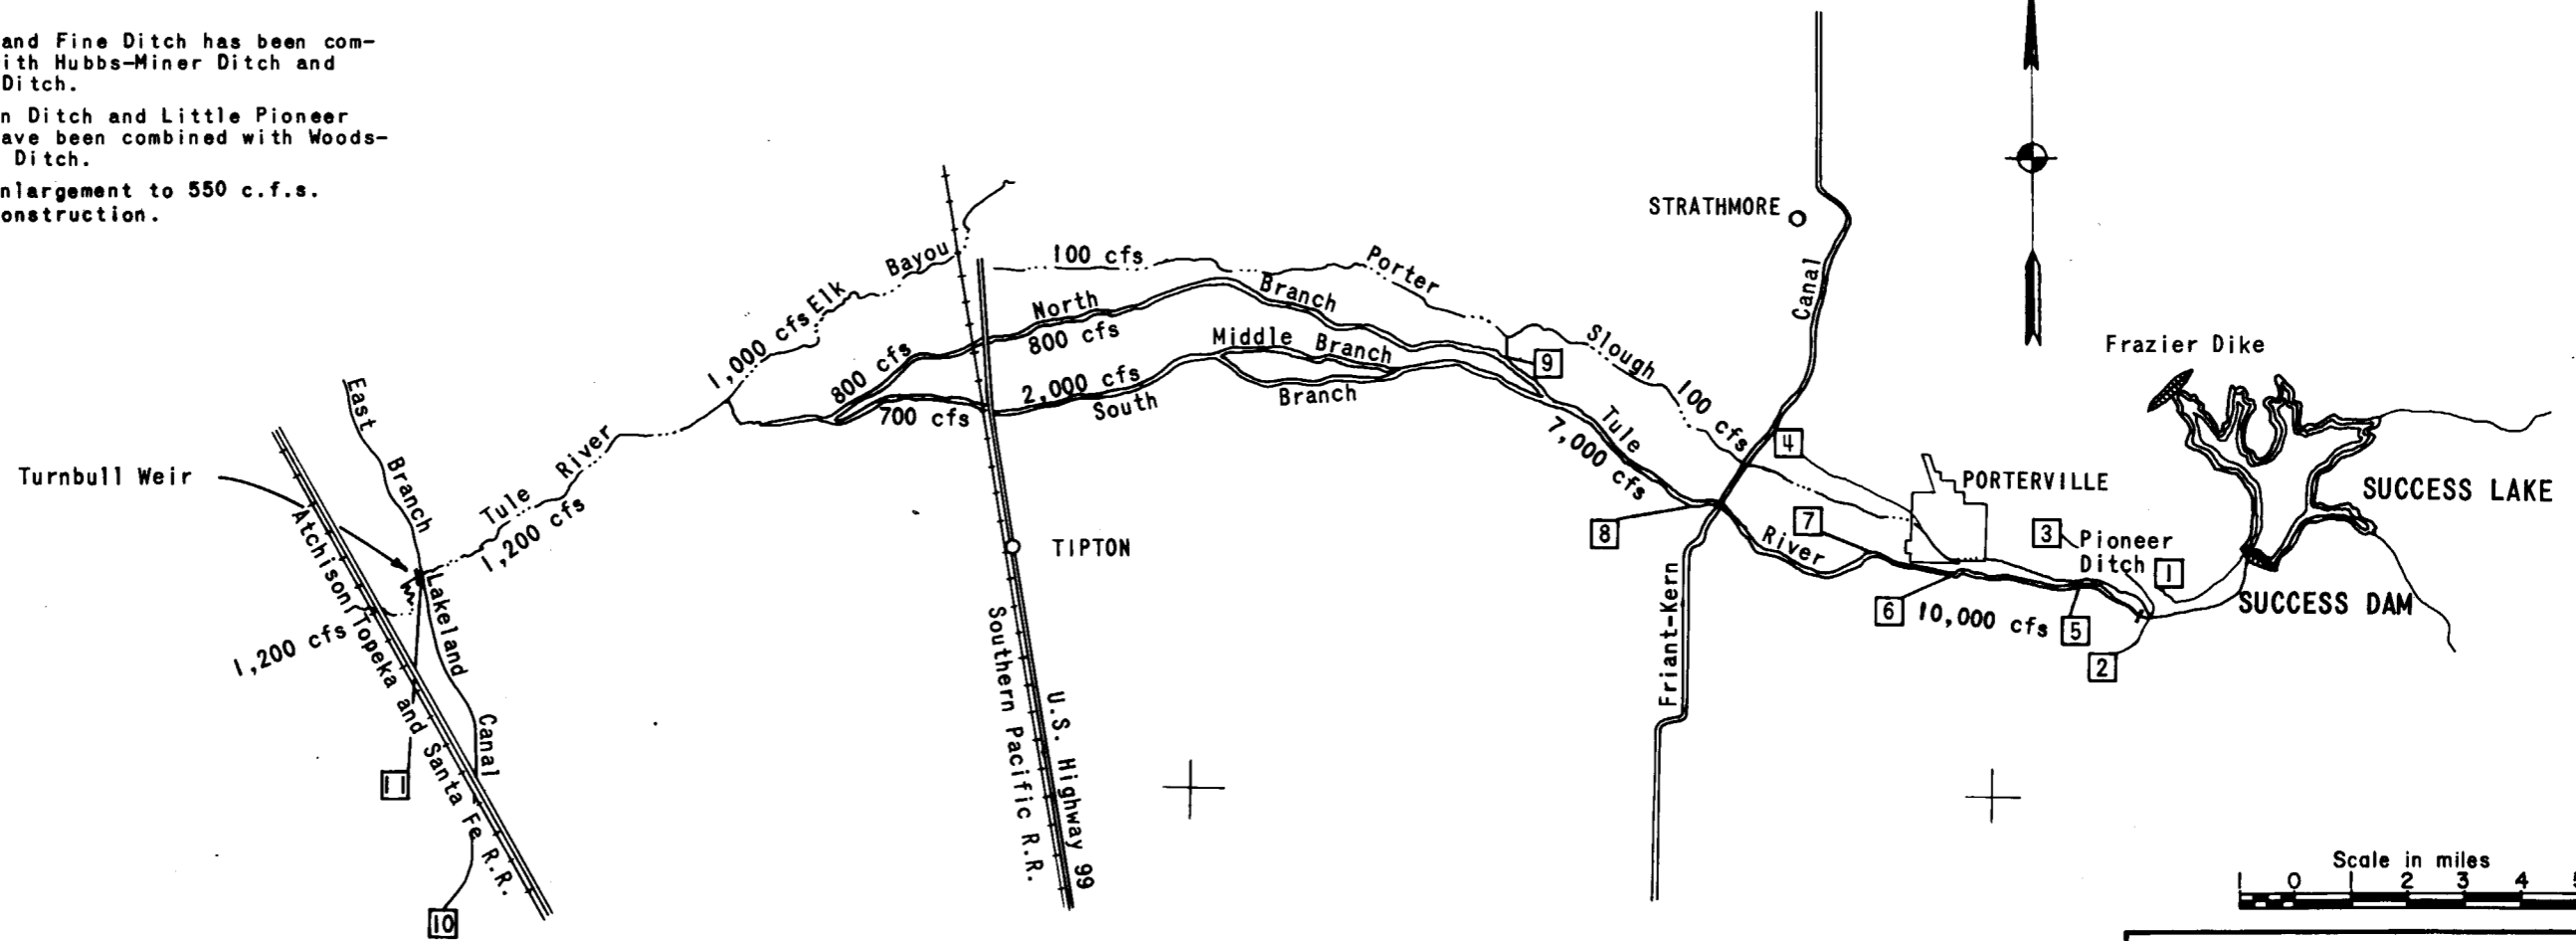 and Fine Ditch has been com-
ith Hubbs-Miner Ditch and
Ditch.
n Ditch and Little Pioneer
ave been combined with Woods-
Ditch.
nlargement to 550 c.f.s.
onstruction.
STRATHMORE
Canal
Frazier Dike
Elk Bayou
1,000 cfs
100 cfs
Porter
Slough
100 cfs
North Branch
800 cfs
800 cfs
Middle Branch
2,000 cfs
South Branch
700 cfs
9
Tule
7,000 cfs
4
PORTERVILLE
SUCCESS LAKE
East Branch
Turnbull Weir
Tule River
1,200 cfs
8
7
River
3
Pioneer
Ditch
1
TIPTON
6
10,000 cfs
5
SUCCESS DAM
2
1,200 cfs
Lakeland Canal
Atchison Topeka and Santa Fe R.R.
Southern Pacific R.R.
U.S. Highway 99
Friant-Kern
11
10
Scale in miles
1 0 1 2 3 4 5